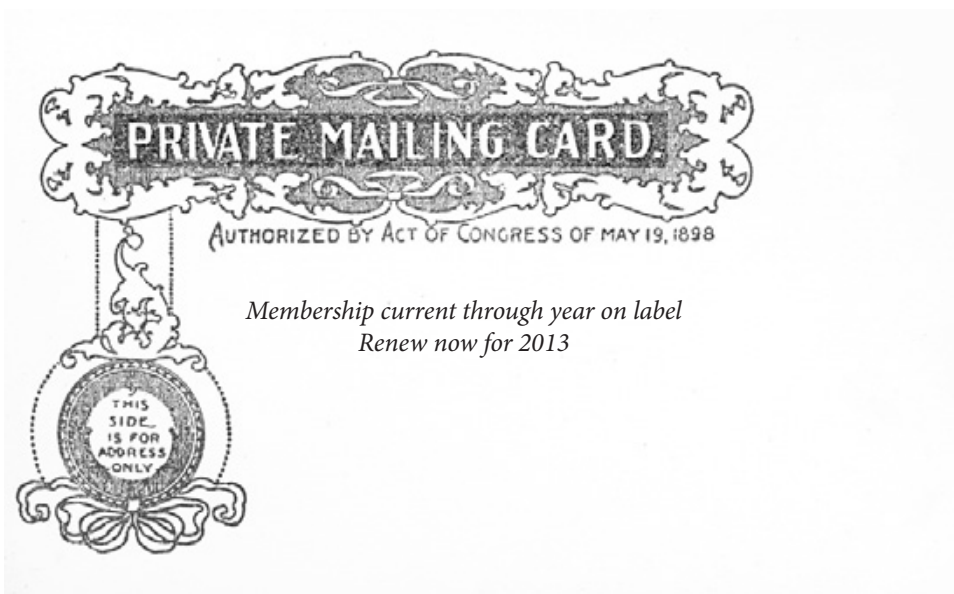 PRIVATE MAILING CARD.
AUTHORIZED BY ACT OF CONGRESS OF MAY 19, 1898
Membership current through year on label
Renew now for 2013
THIS
SIDE
IS FOR
ADDRESS
ONLY